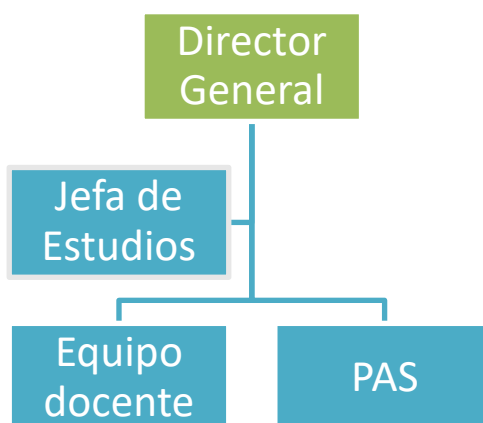 Director
General
Jefa de
Estudios
Equipo
docente
PAS